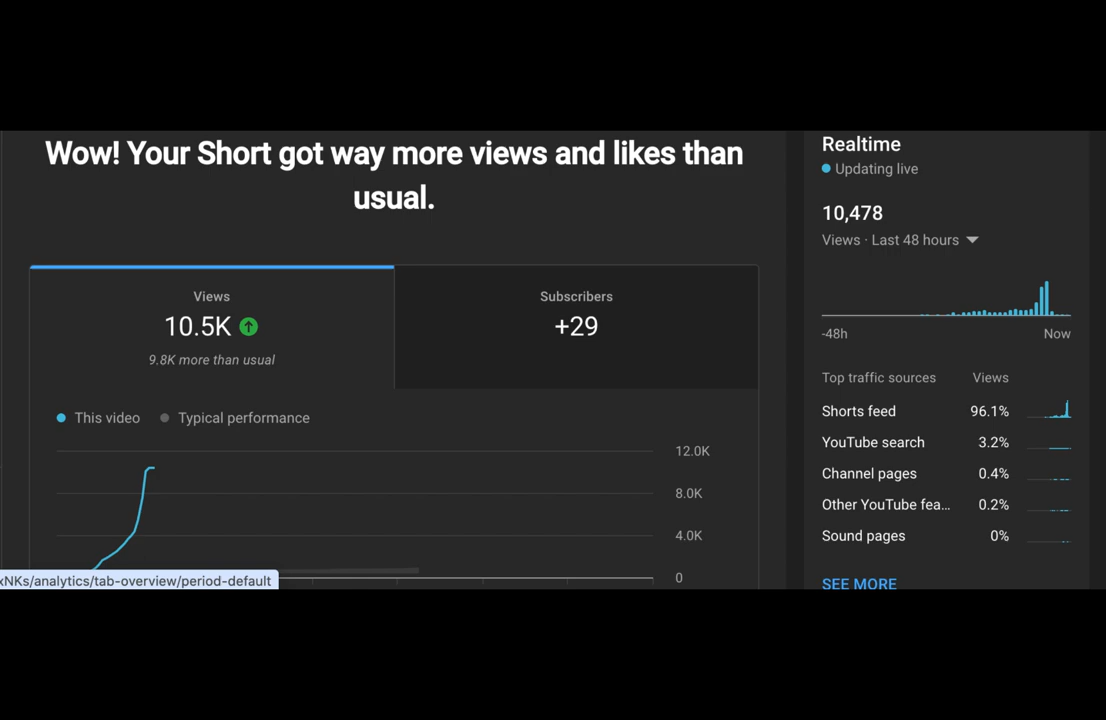 Wow! Your Short got way more views and likes than
usual.
Views
10.5K
9.8K more than usual
Subscribers
+29
This video
Typical performance
12.0K
8.0K
4.0K
0
xNKs/analytics/tab-overview/period-default
Realtime
Updating live
10,478
Views · Last 48 hours
-48h
Now
Top traffic sources
Views
Shorts feed
96.1%
YouTube search
3.2%
Channel pages
0.4%
Other YouTube fea...
0.2%
Sound pages
0%
SEE MORE